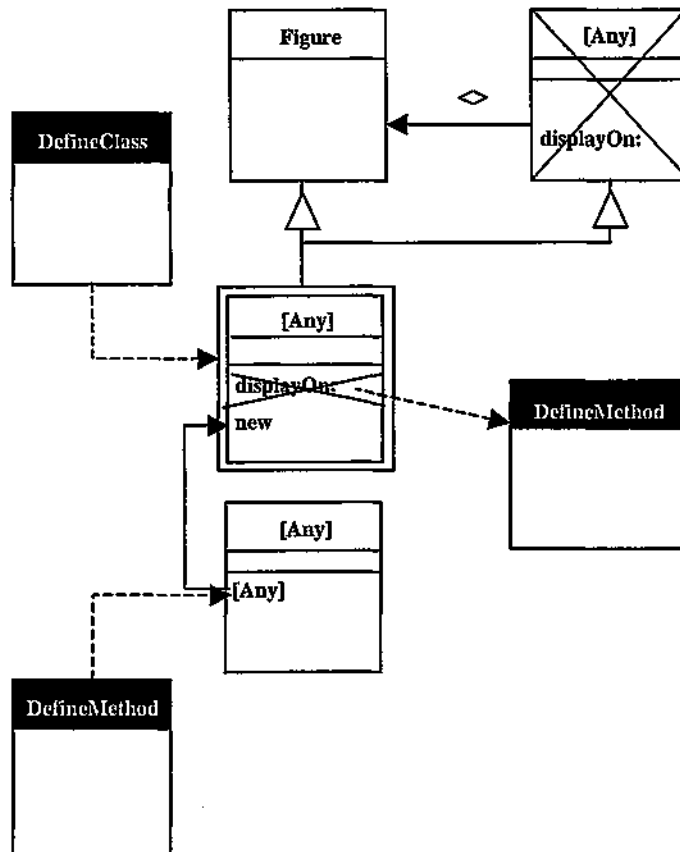 Figure
[Any]
displayOn:
DefineClass
[Any]
displayOn:
new
DefineMethod
[Any]
[Any]
DefineMethod